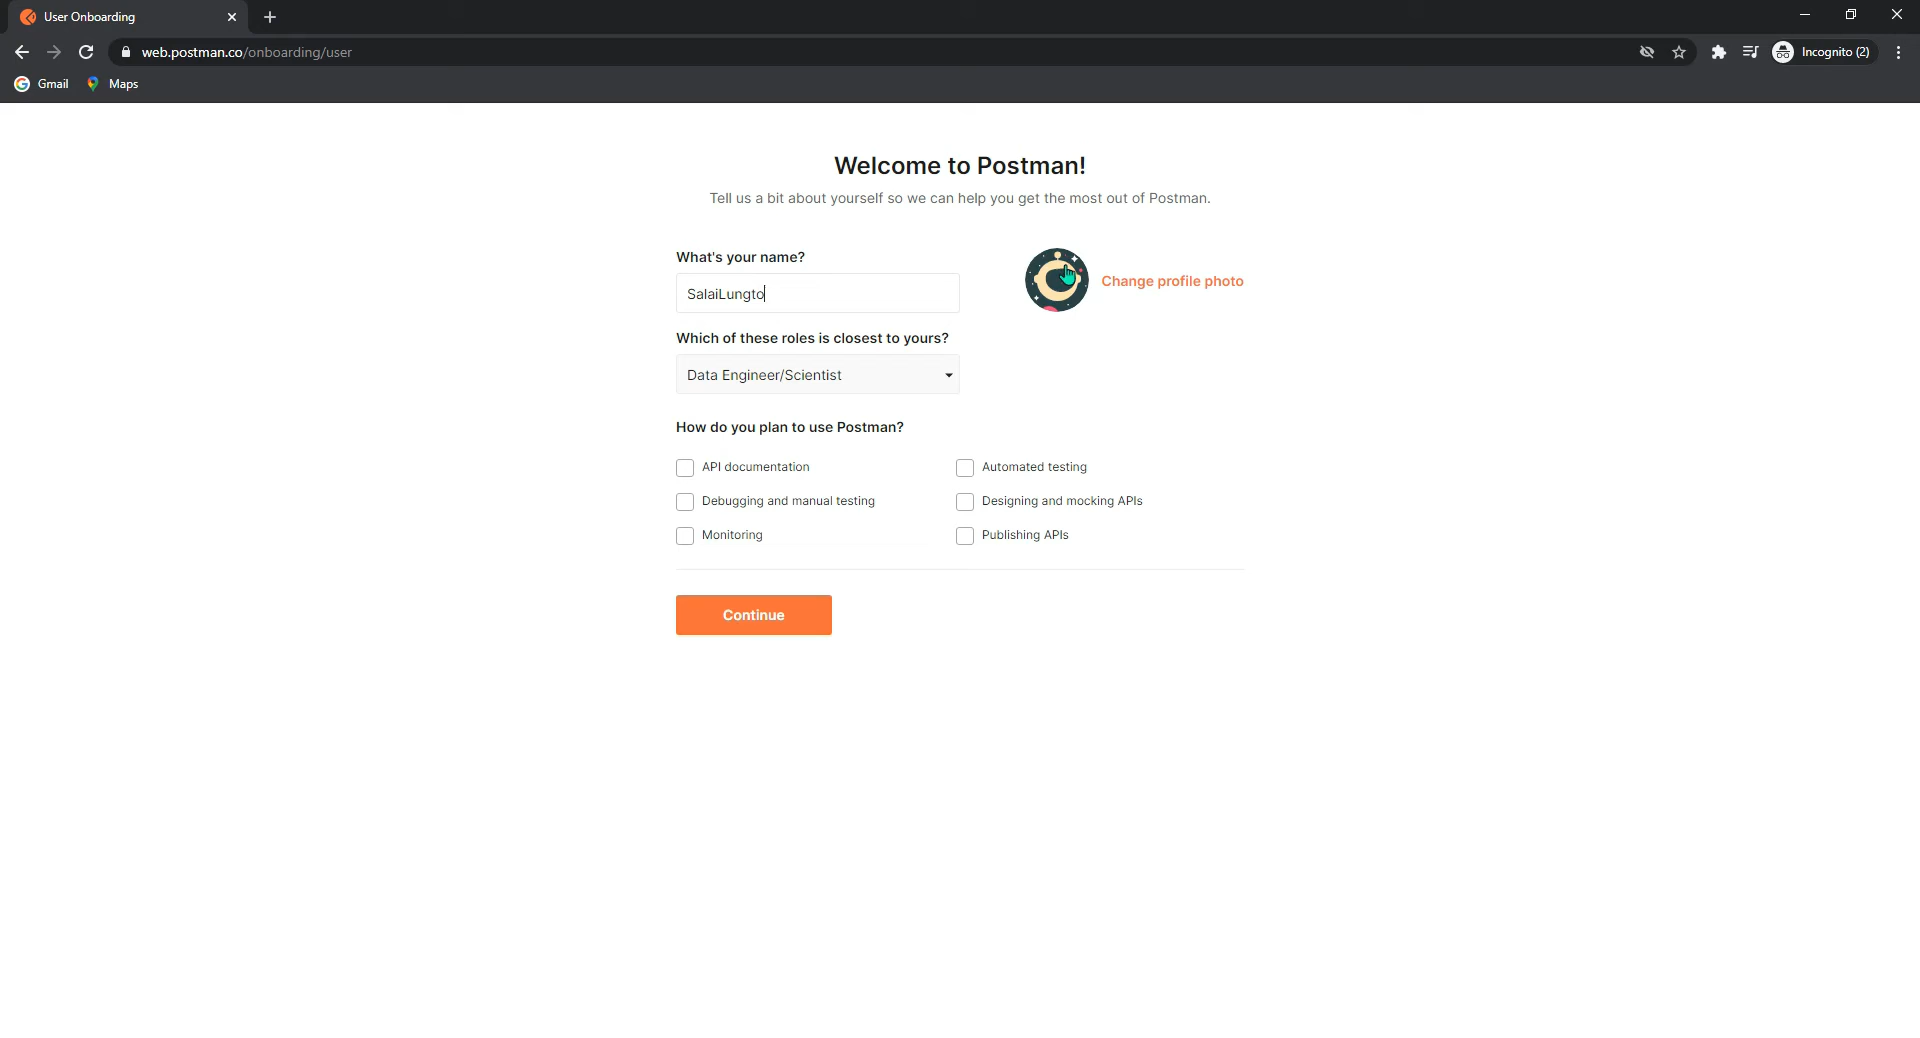 User Onboarding
web.postman.co/onboarding/user
Incognito (2)
Gmail
Maps
Welcome to Postman!
Tell us a bit about yourself so we can help you get the most out of Postman.
What's your name?
SalaiLungto
Change profile photo
Which of these roles is closest to yours?
Data Engineer/Scientist
How do you plan to use Postman?
API documentation
Automated testing
Debugging and manual testing
Designing and mocking APIs
Monitoring
Publishing APIs
Continue